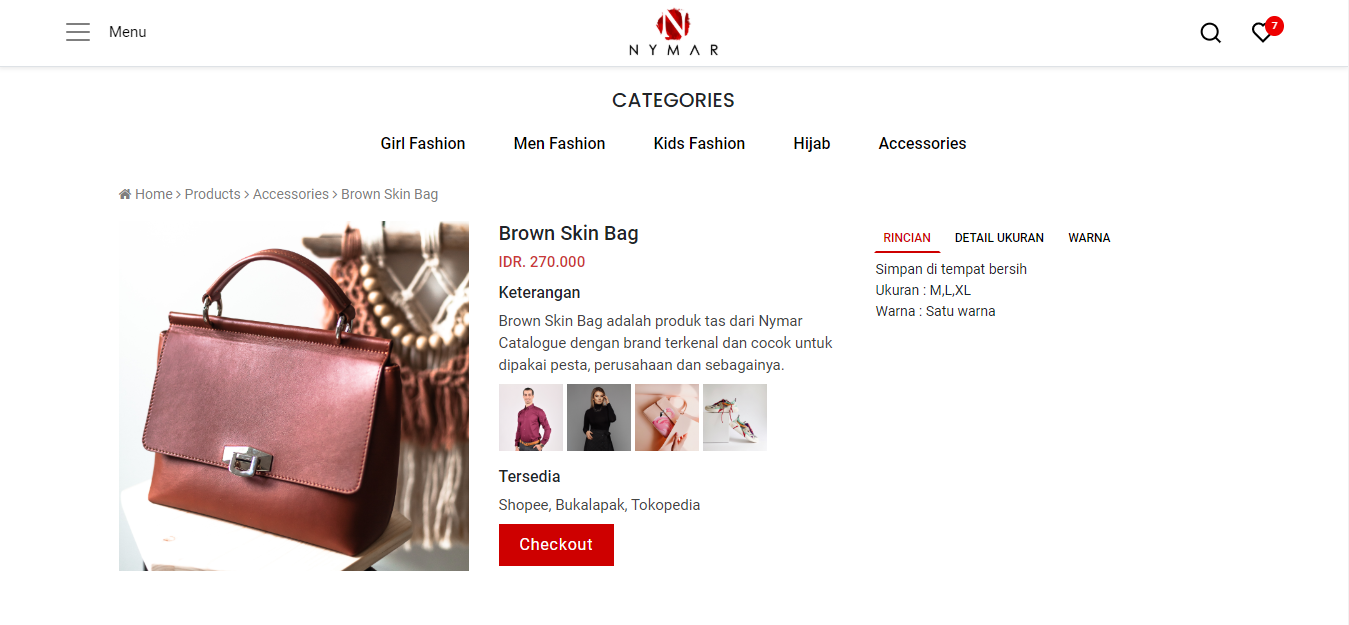 Menu
NYMAR
7
CATEGORIES
Girl Fashion
Men Fashion
Kids Fashion
Hijab
Accessories
Home > Products > Accessories > Brown Skin Bag
Brown Skin Bag
IDR. 270.000
Keterangan
Brown Skin Bag adalah produk tas dari Nymar
Catalogue dengan brand terkenal dan cocok untuk
dipakai pesta, perusahaan dan sebagainya.
Tersedia
Shopee, Bukalapak, Tokopedia
Checkout
RINCIAN
DETAIL UKURAN
WARNA
Simpan di tempat bersih
Ukuran : M,L,XL
Warna : Satu warna